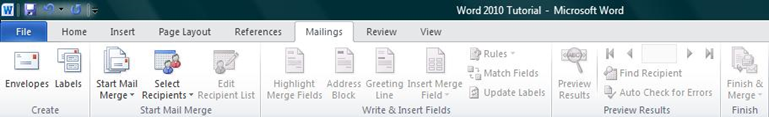 Word 2010 Tutorial - Microsoft Word
File Home Insert Page Layout References Mailings Review View
Envelopes Labels
Create
Start Mail Merge
Select Recipients
Edit Recipient List
Start Mail Merge
Highlight Merge Fields
Address Block
Greeting Line
Insert Merge Field
Rules
Match Fields
Update Labels
Write & Insert Fields
Preview Results
ABC
Find Recipient
Auto Check for Errors
Preview Results
Finish & Merge
Finish